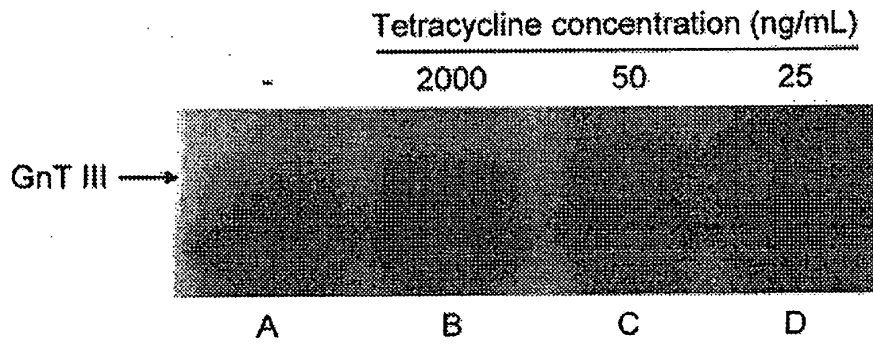 Tetracycline concentration (ng/mL)
- 2000 50 25
GnT III
A B C D